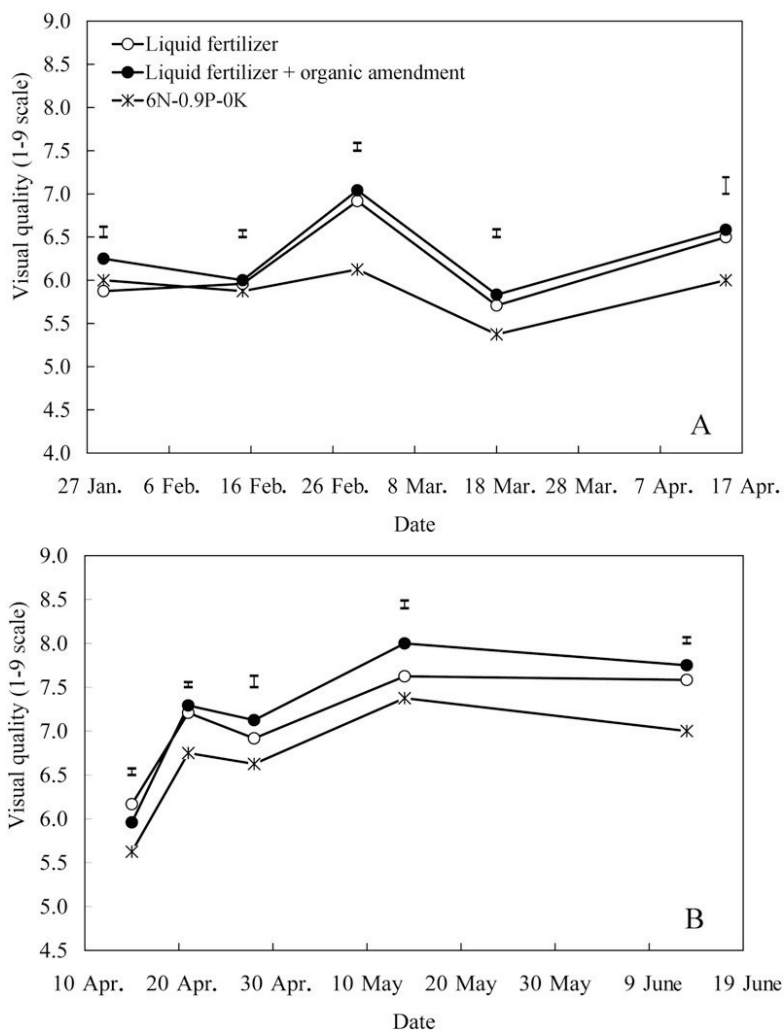 9.0
8.5
8.0
7.5
7.0
6.5
6.0
5.5
5.0
4.5
4.0
Visual quality (1-9 scale)
Liquid fertilizer
Liquid fertilizer + organic amendment
6N-0.9P-0K
A
27 Jan. 6 Feb. 16 Feb. 26 Feb. 8 Mar. 18 Mar. 28 Mar. 7 Apr. 17 Apr.
Date
9.0
8.5
8.0
7.5
7.0
6.5
6.0
5.5
5.0
4.5
Visual quality (1-9 scale)
B
10 Apr. 20 Apr. 30 Apr. 10 May 20 May 30 May 9 June 19 June
Date